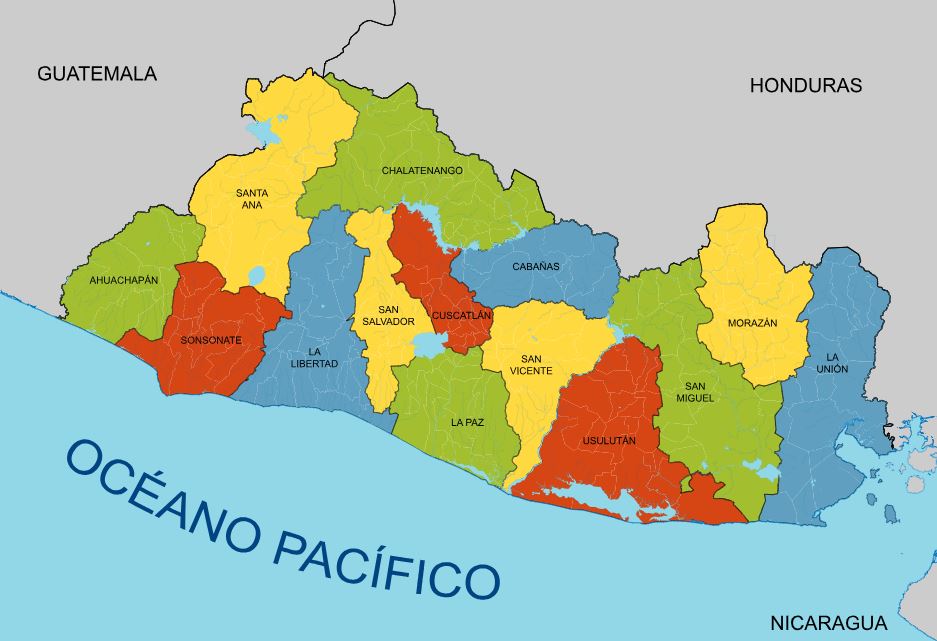 GUATEMALA
HONDURAS
CHALATENANGO
SANTA
ANA
CABAÑAS
AHUACHAPÁN
SAN
SALVADOR
CUSCATLÁN
MORAZÁN
SONSONATE
LA
LIBERTAD
SAN
VICENTE
LA
UNIÓN
SAN
MIGUEL
LA PAZ
USULUTÁN
OCÉANO PACÍFICO
NICARAGUA